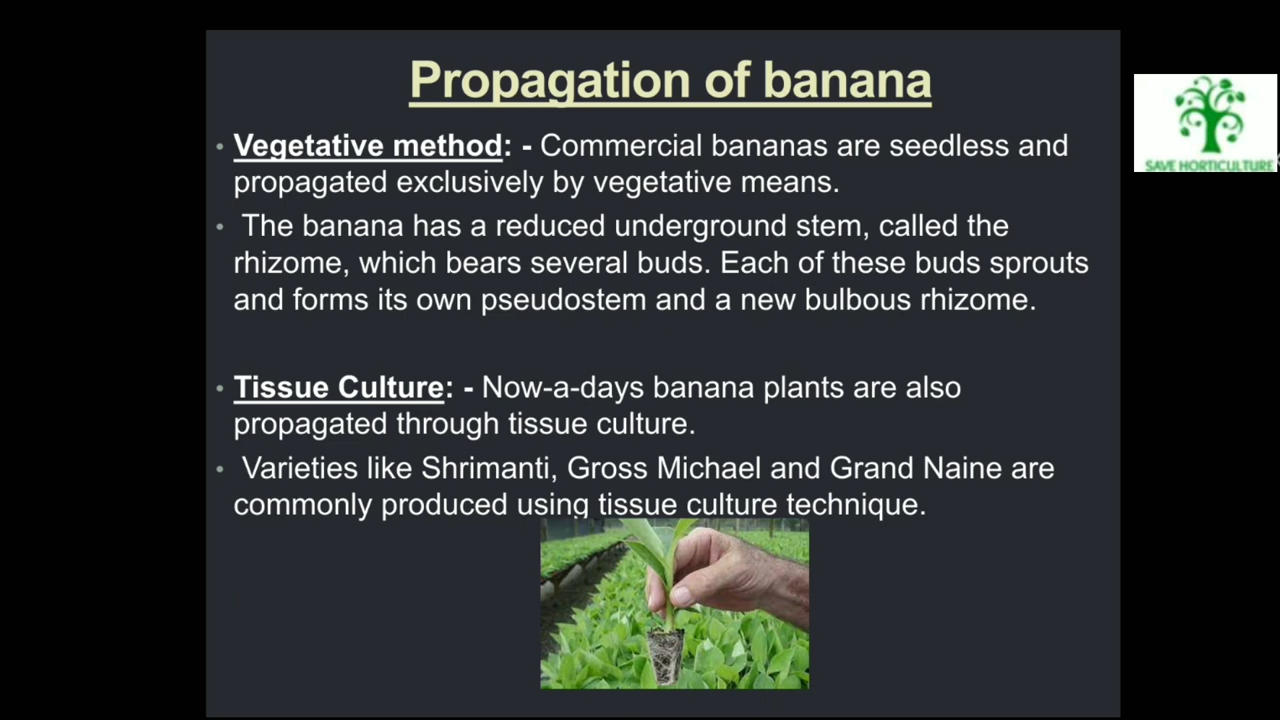 Propagation of banana
• Vegetative method: - Commercial bananas are seedless and
propagated exclusively by vegetative means.
• The banana has a reduced underground stem, called the
rhizome, which bears several buds. Each of these buds sprouts
and forms its own pseudostem and a new bulbous rhizome.
• Tissue Culture: - Now-a-days banana plants are also
propagated through tissue culture.
• Varieties like Shrimanti, Gross Michael and Grand Naine are
commonly produced using tissue culture technique.
SAVE HORTICULTURE